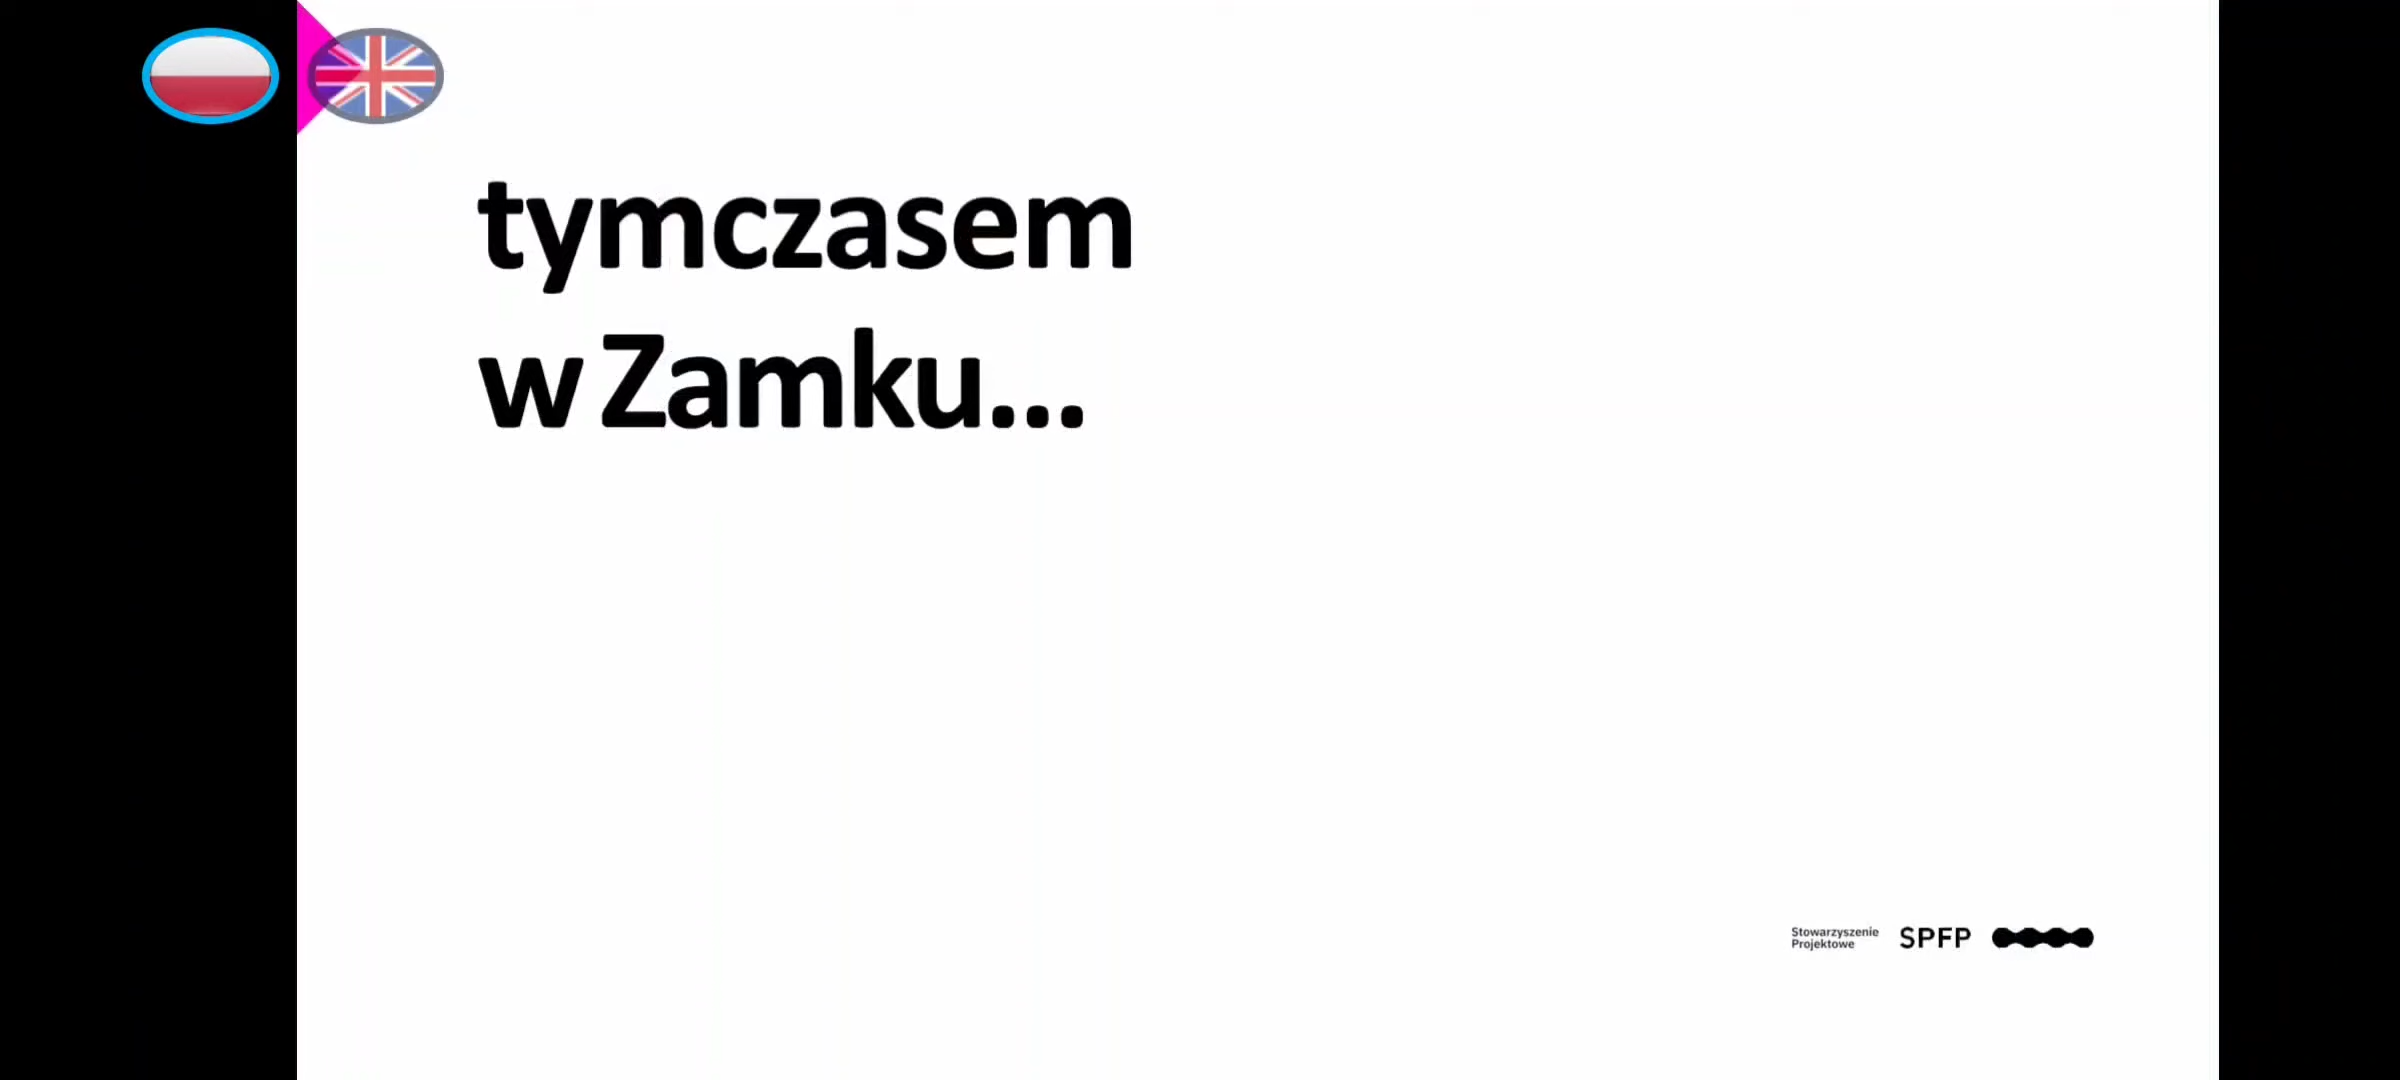 tymczasem
w Zamku...
Stowarzyszenie
Projektowe
SPFP